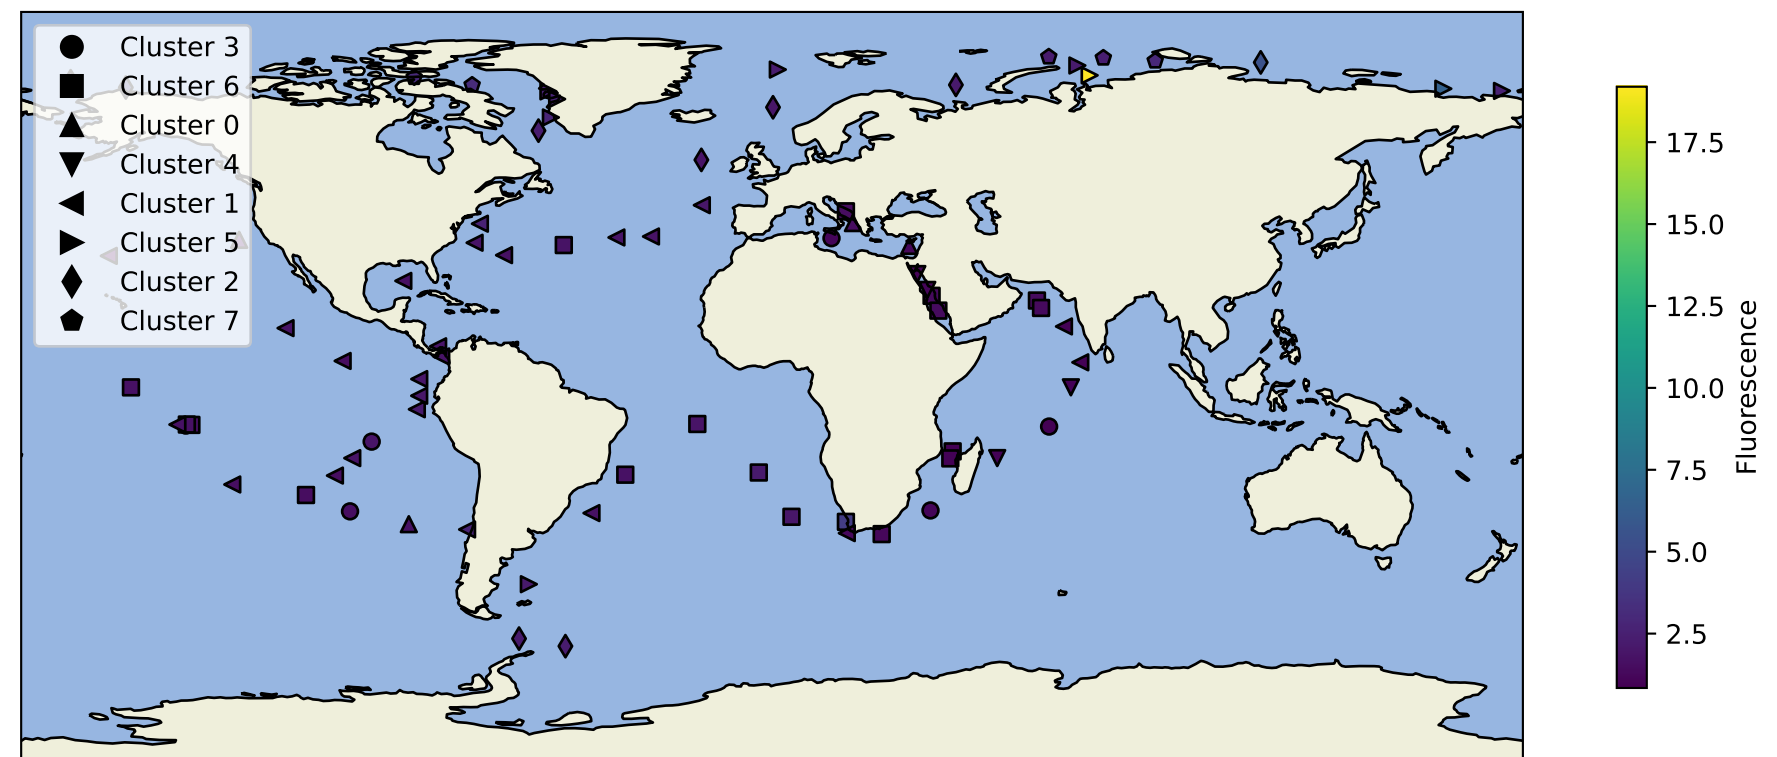 Cluster 3
Cluster 6
Cluster 0
Cluster 4
Cluster 1
Cluster 5
Cluster 2
Cluster 7
17.5
15.0
12.5
10.0
7.5
5.0
2.5
Fluorescence